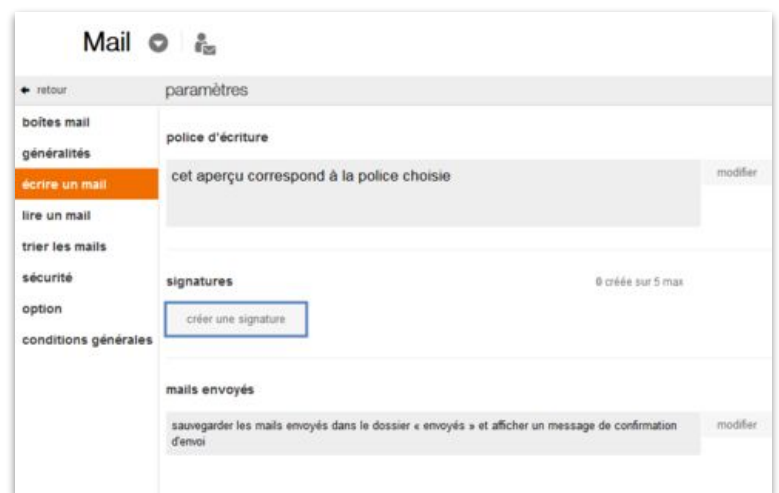 Mail
retour
paramètres
boîtes mail
généralités
écrire un mail
lire un mail
trier les mails
sécurité
option
conditions générales
police d'écriture
cet aperçu correspond à la police choisie
modifier
signatures
0 créée sur 5 max
créer une signature
mails envoyés
sauvegarder les mails envoyés dans le dossier « envoyés » et afficher un message de confirmation
d'envoi
modifier